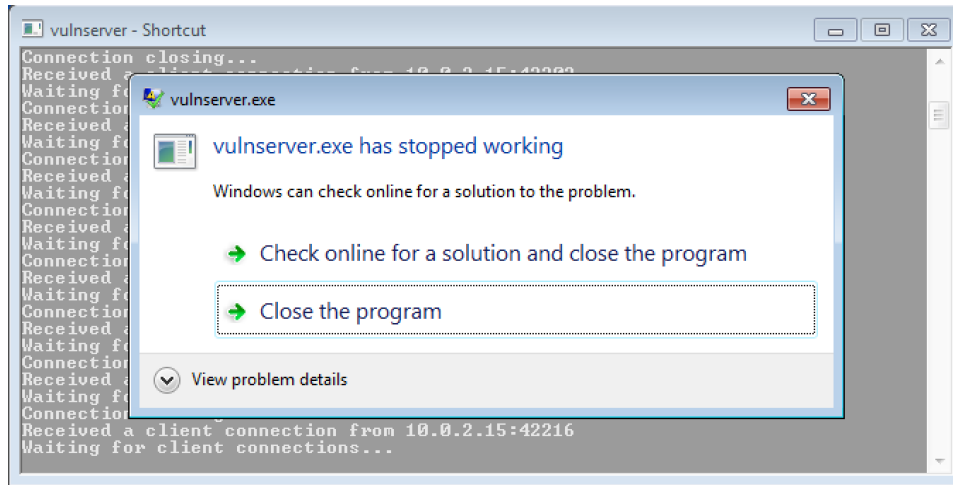 vulnserver - Shortcut
Connection closing...
Received a client connection from 10.0.2.15:42202
Waiting fo
Connection
Received a
Waiting fo
Connection
Received a
Waiting fo
Connection
Received a
Waiting fo
Connection
Received a
Waiting fo
Connection
Received a
Waiting fo
Connection
Received a
Waiting fo
Connection
Received a client connection from 10.0.2.15:42216
Waiting for client connections...
vulnserver.exe
vulnserver.exe has stopped working
Windows can check online for a solution to the problem.
Check online for a solution and close the program
Close the program
View problem details